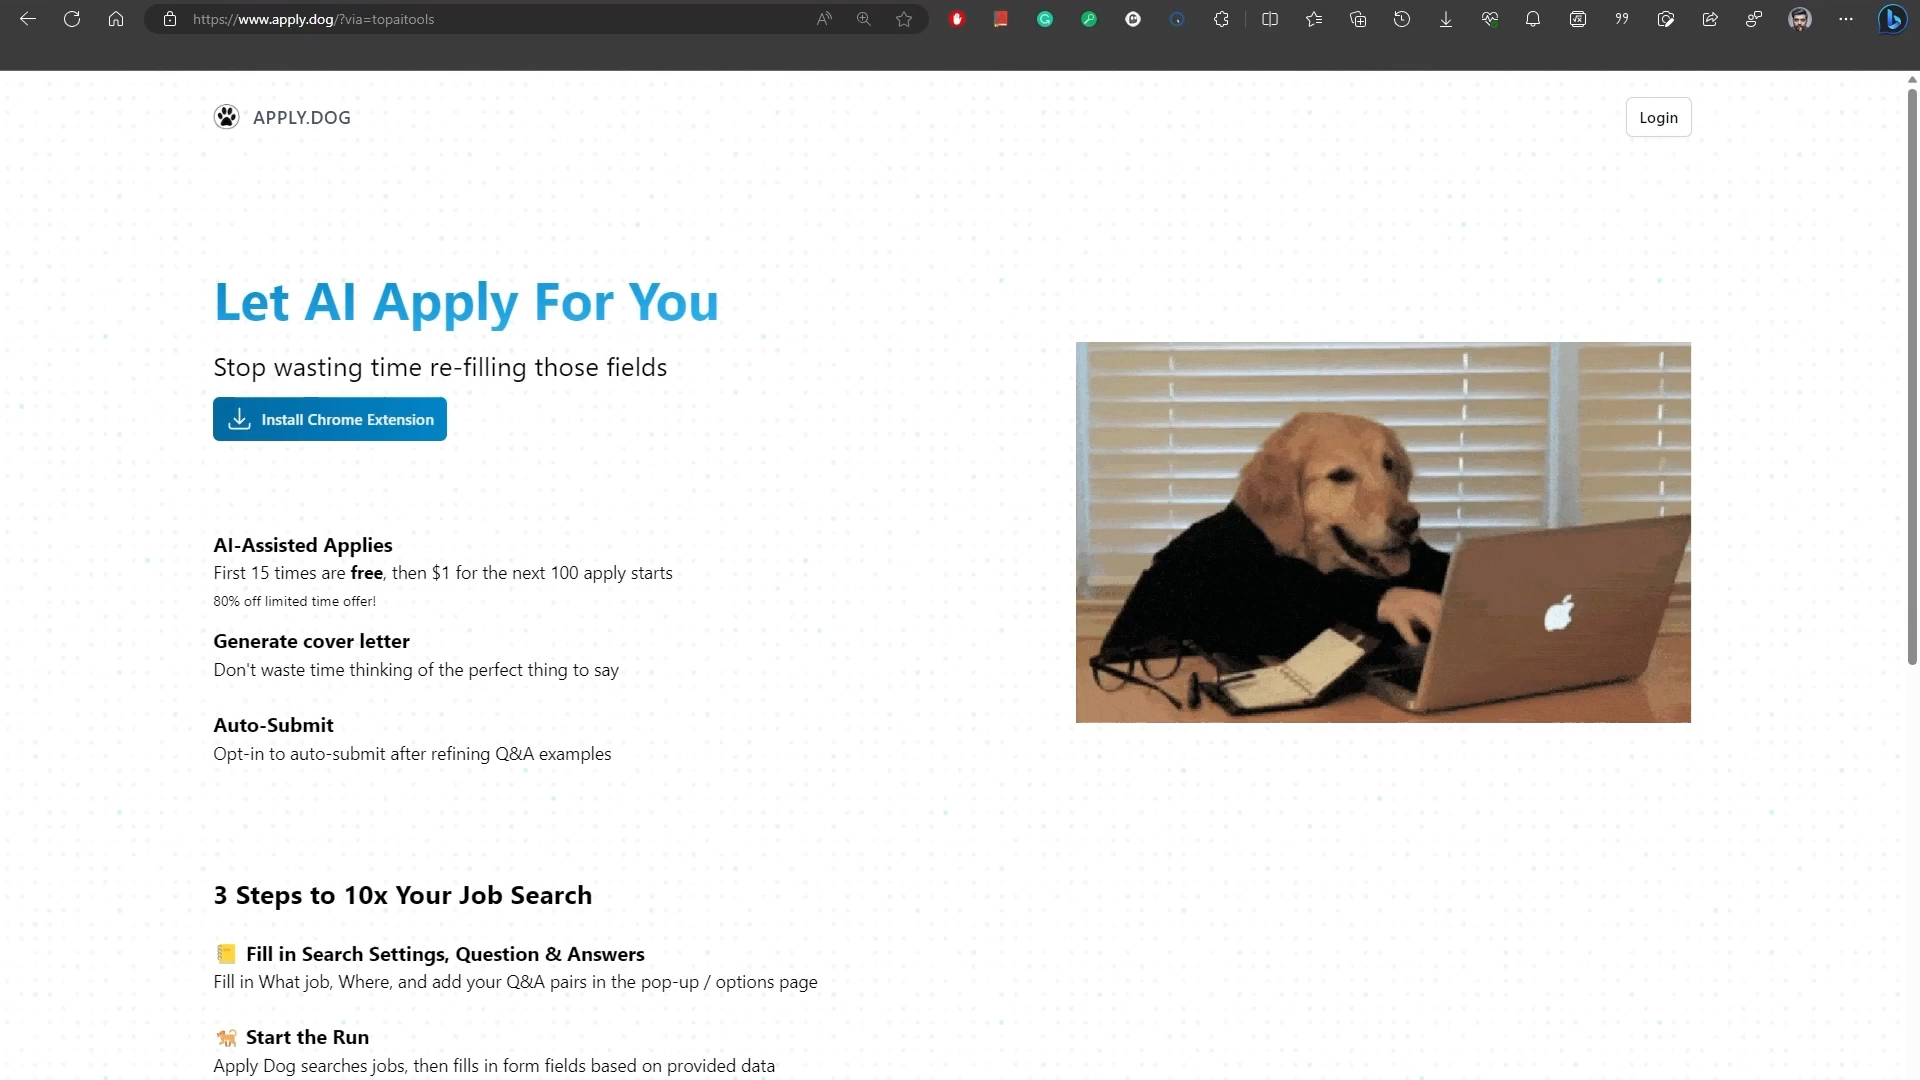 https://www.apply.dog/?via=topaitools
APPLY.DOG
Login
Let AI Apply For You
Stop wasting time re-filling those fields
Install Chrome Extension
AI-Assisted Applies
First 15 times are free, then $1 for the next 100 apply starts
80% off limited time offer!
Generate cover letter
Don't waste time thinking of the perfect thing to say
Auto-Submit
Opt-in to auto-submit after refining Q&A examples
3 Steps to 10x Your Job Search
Fill in Search Settings, Question & Answers
Fill in What job, Where, and add your Q&A pairs in the pop-up / options page
Start the Run
Apply Dog searches jobs, then fills in form fields based on provided data